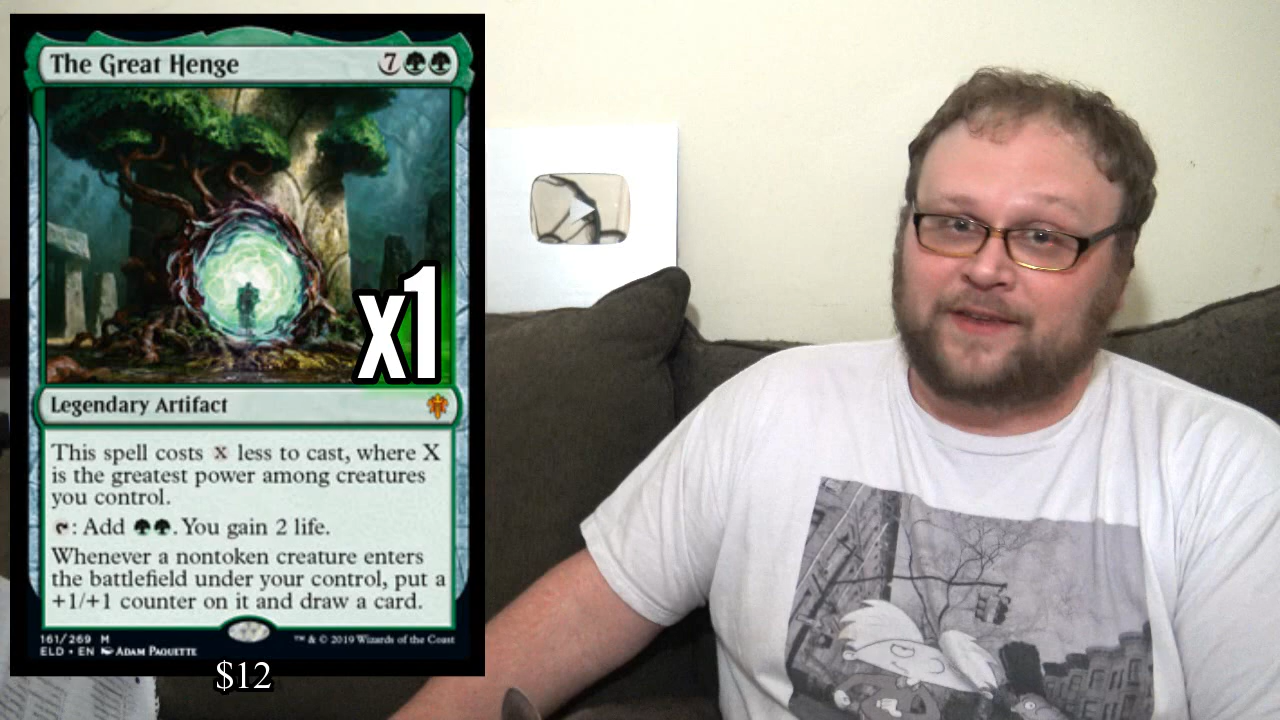 The Great Henge 7
x1
Legendary Artifact
This spell costs X less to cast, where X
is the greatest power among creatures
you control.
: Add . You gain 2 life.
Whenever a nontoken creature enters
the battlefield under your control, put a
+1/+1 counter on it and draw a card.
161/269 M ™ & © 2019 Wizards of the Coast
ELD • EN Adam Paquette
$12